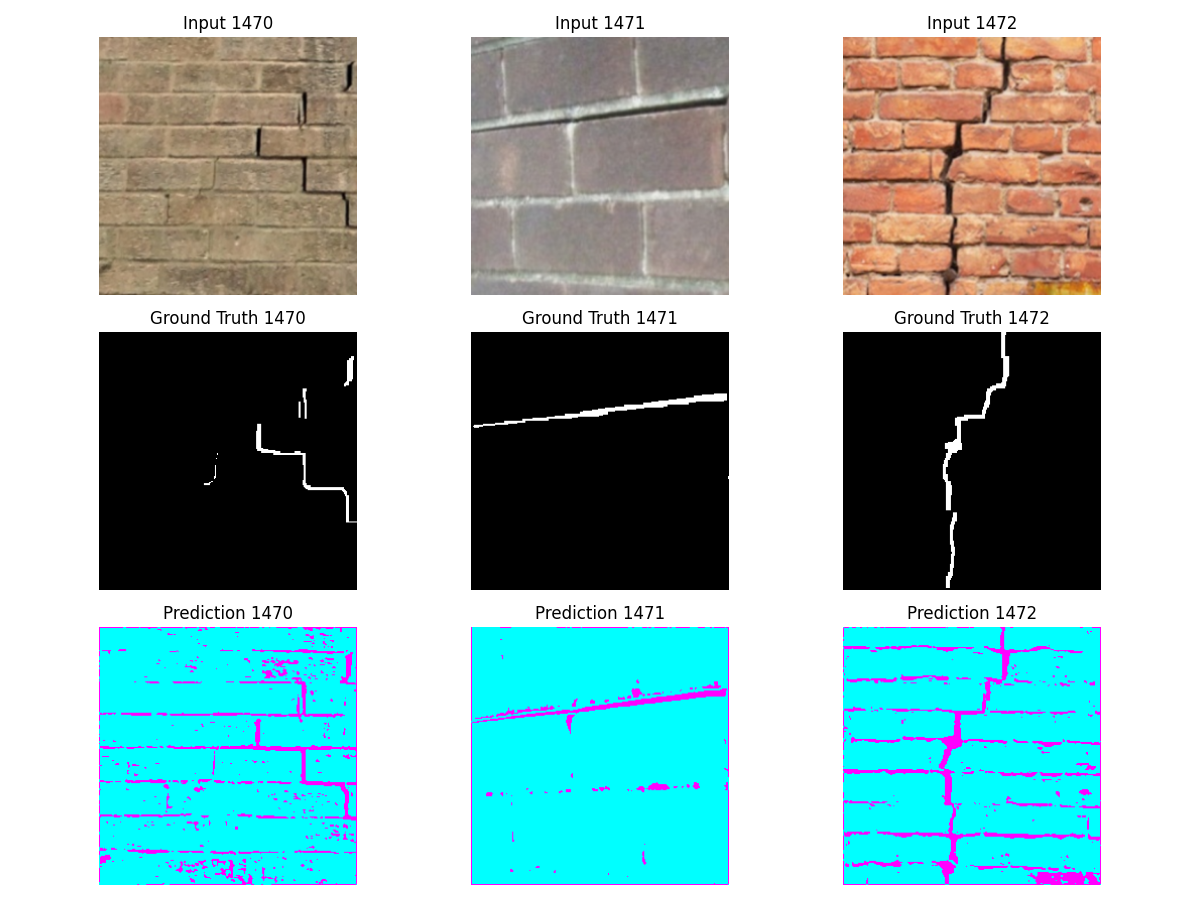 Input 1470
Input 1471
Input 1472
Ground Truth 1470
Ground Truth 1471
Ground Truth 1472
Prediction 1470
Prediction 1471
Prediction 1472